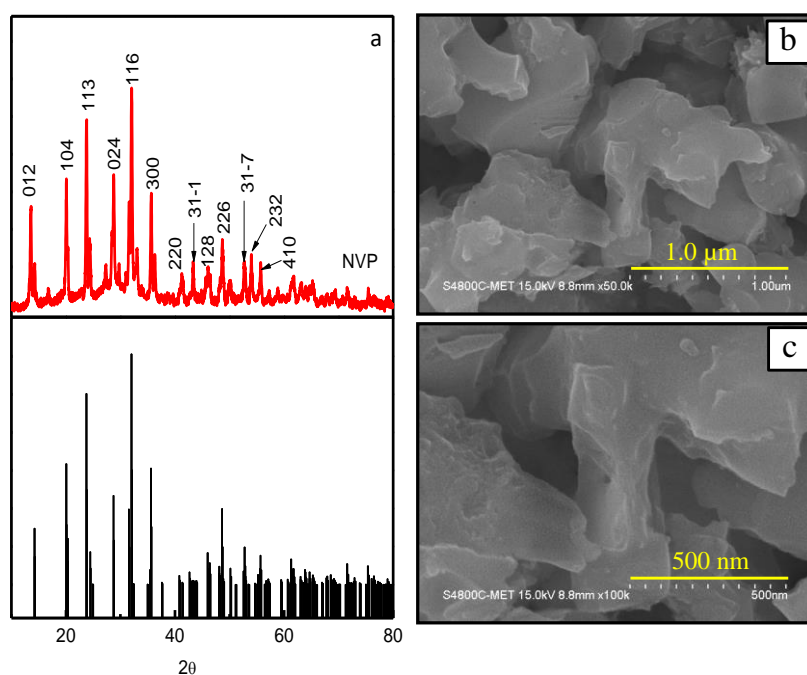 a
012
104
113
024
116
300
220
31-1
128
226
31-7
232
410
NVP
20
40
60
80
2θ
b
1.0 µm
S4800C-MET 15.0kV 8.8mm x50.0k
1.00um
c
500 nm
S4800C-MET 15.0kV 8.8mm x100k
500nm